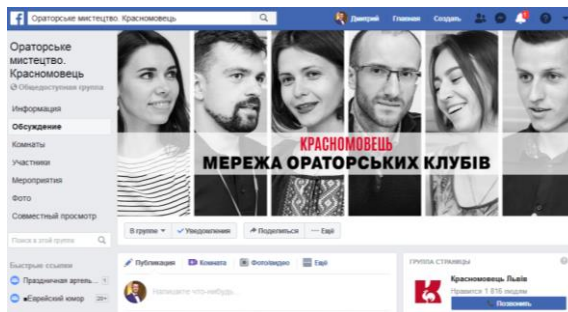 Ораторське мистецтво. Красномовець
Дмитрий Главная Создать
Ораторське
мистецтво.
Красномовець
Общедоступная группа
Информация
Обсуждение
Комнаты
Участники
Мероприятия
Фото
Совместный просмотр
Поиск в этой группе
Быстрые ссылки
Праздничная артель...
Еврейский юмор 20+
КРАСНОМОВЕЦЬ
МЕРЕЖА ОРАТОРСЬКИХ КЛУБІВ
В группе Уведомления Поделиться ... Ещё
Публикация Комната Фото/видео Ещё
Напишите что-нибудь...
ГРУППА СТРАНИЦЫ
Красномовець Львів
Нравится 1 816 людям
Позвонить